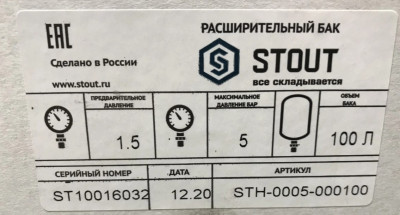 EAC
Сделано в России
www.stout.ru
РАСШИРИТЕЛЬНЫЙ БАК
S STOUT
все складывается
ПРЕДВАРИТЕЛЬНОЕ ДАВЛЕНИЕ
1.5
МАКСИМАЛЬНОЕ ДАВЛЕНИЕ БАР
5
ОБЪЕМ БАКА
100 Л
СЕРИЙНЫЙ НОМЕР ДАТА АРТИКУЛ
ST10016032 12.20 STH-0005-000100